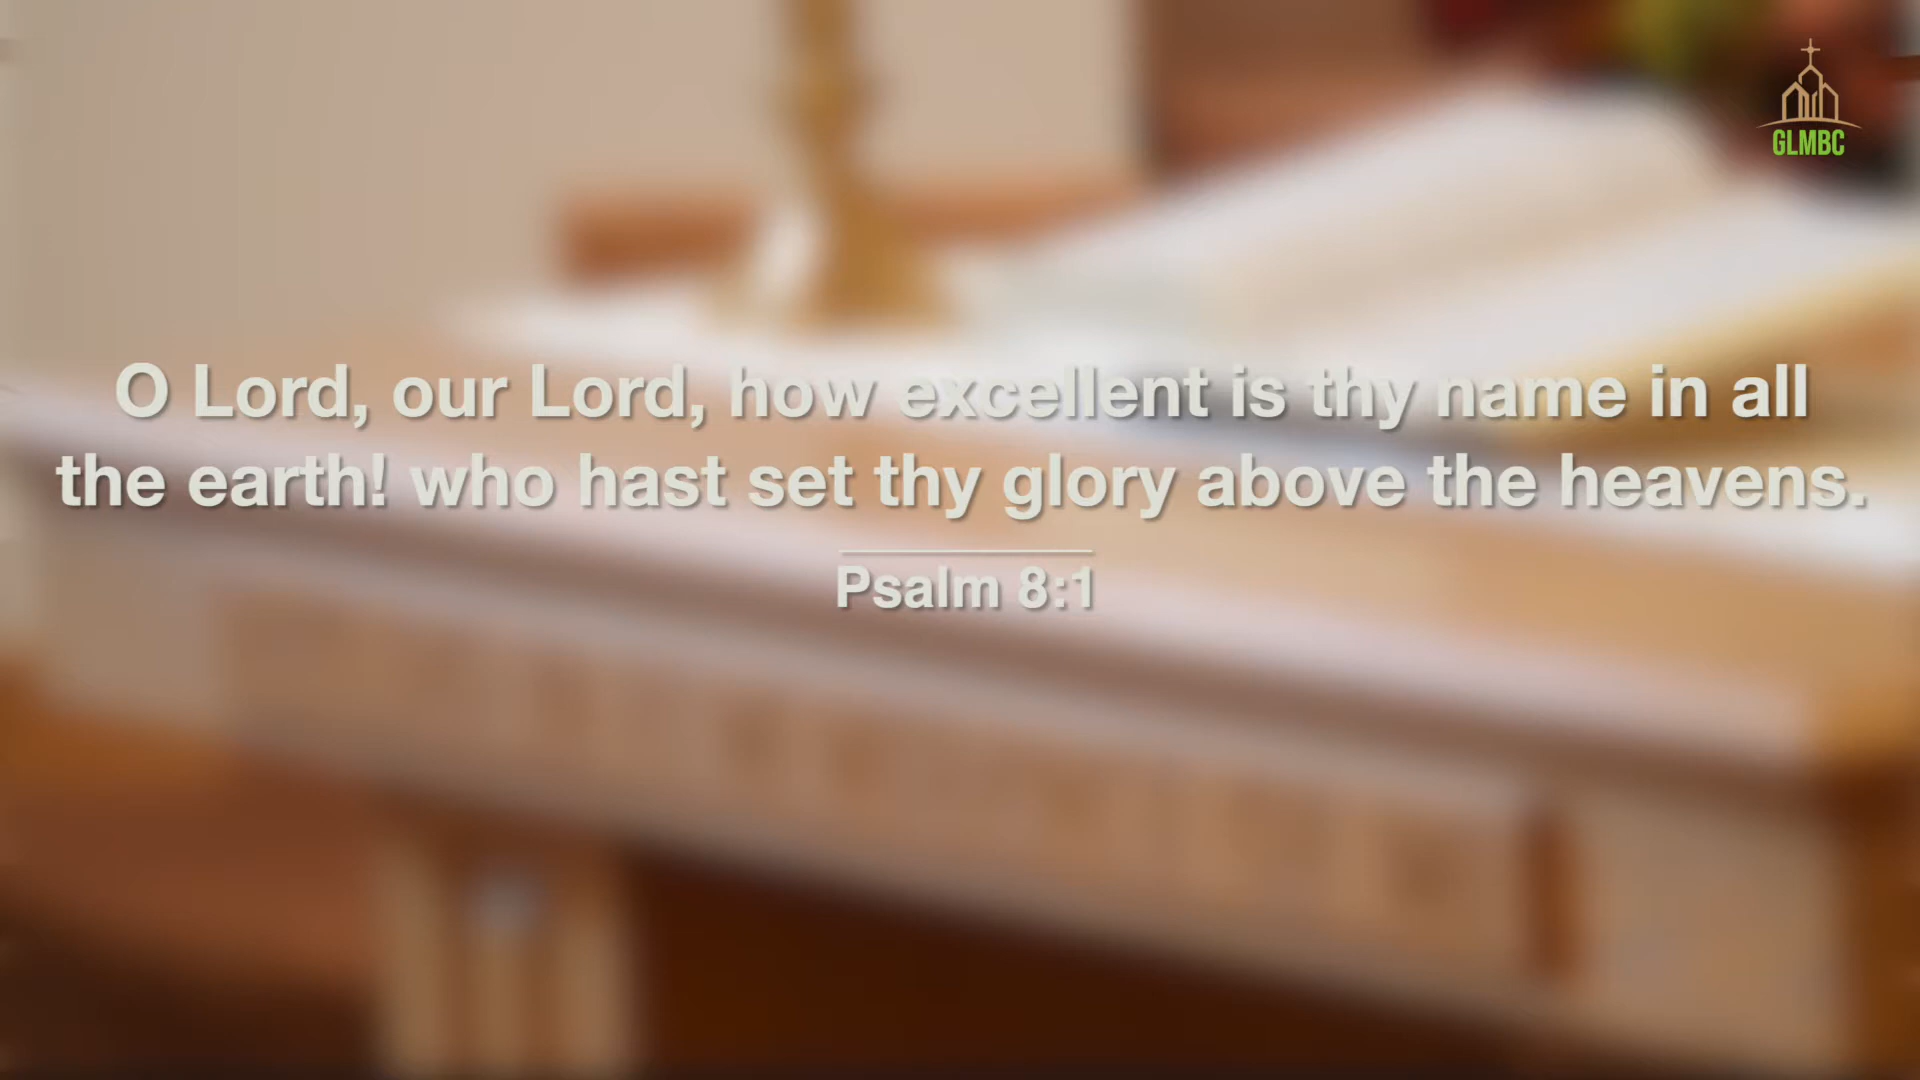 GLMBC
O Lord, our Lord, how excellent is thy name in all
the earth! who hast set thy glory above the heavens.
Psalm 8:1